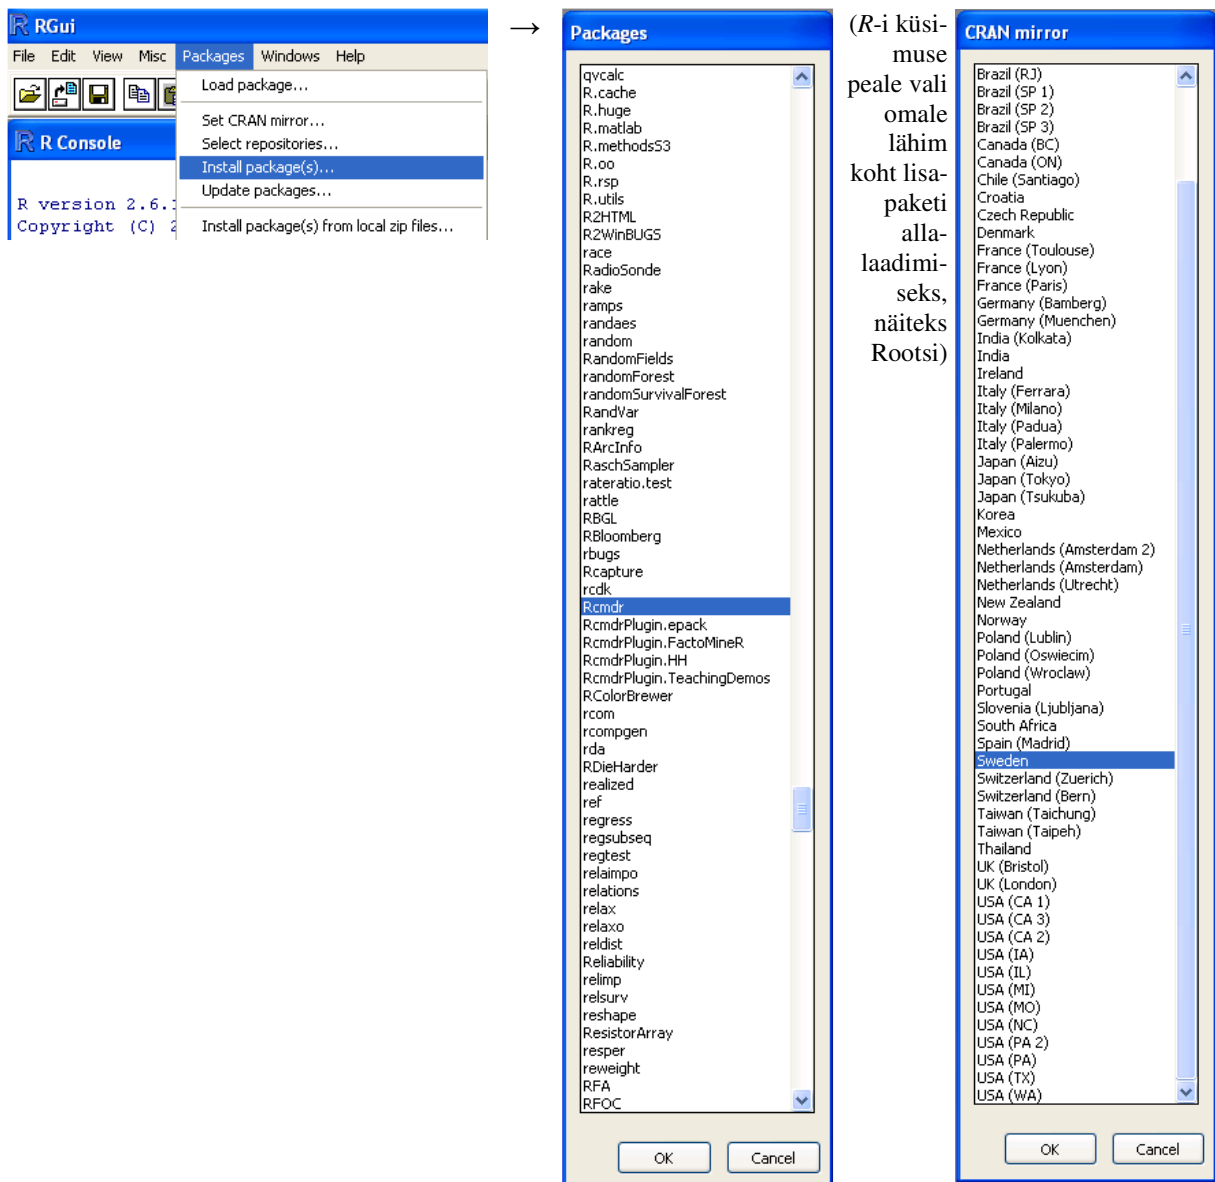 RGui
File Edit View Misc Packages Windows Help
Load package...
Set CRAN mirror...
Select repositories...
Install package(s)...
Update packages...
Install package(s) from local zip files...
R Console
R version 2.6.1
Copyright (C) 2
→
Packages
qvcalc
R.cache
R.huge
R.matlab
R.methodsS3
R.oo
R.rsp
R.utils
R2HTML
R2WinBUGS
race
RadioSonde
rake
ramps
randaes
random
RandomFields
randomForest
randomSurvivalForest
RandVar
rankreg
RArcInfo
RaschSampler
rateratio.test
rattle
RBGL
RBloomberg
rbugs
Rcapture
rcdk
Rcmdr
RcmdrPlugin.epack
RcmdrPlugin.FactoMineR
RcmdrPlugin.HH
RcmdrPlugin.TeachingDemos
RColorBrewer
rcom
rcompgen
rda
RDieHarder
realized
ref
regress
regsubseq
regtest
relaimpo
relations
relax
relaxo
reldist
Reliability
relimp
relsurv
reshape
ResistorArray
resper
reweight
RFA
RFOC
OK Cancel
(R-i küsi-
muse
peale vali
omale
lähim
koht lisa-
paketi
alla-
laadimi-
seks,
näiteks
Rootsi)
CRAN mirror
Brazil (RJ)
Brazil (SP 1)
Brazil (SP 2)
Brazil (SP 3)
Canada (BC)
Canada (ON)
Chile (Santiago)
Croatia
Czech Republic
Denmark
France (Toulouse)
France (Lyon)
France (Paris)
Germany (Bamberg)
Germany (Muenchen)
India (Kolkata)
India
Ireland
Italy (Ferrara)
Italy (Milano)
Italy (Padua)
Italy (Palermo)
Japan (Aizu)
Japan (Tokyo)
Japan (Tsukuba)
Korea
Mexico
Netherlands (Amsterdam 2)
Netherlands (Amsterdam)
Netherlands (Utrecht)
New Zealand
Norway
Poland (Lublin)
Poland (Oswiecim)
Poland (Wroclaw)
Portugal
Slovenia (Ljubljana)
South Africa
Spain (Madrid)
Sweden
Switzerland (Zuerich)
Switzerland (Bern)
Taiwan (Taichung)
Taiwan (Taipeh)
Thailand
UK (Bristol)
UK (London)
USA (CA 1)
USA (CA 3)
USA (CA 2)
USA (IA)
USA (IL)
USA (MI)
USA (MO)
USA (NC)
USA (PA 2)
USA (PA)
USA (TX)
USA (WA)
OK Cancel